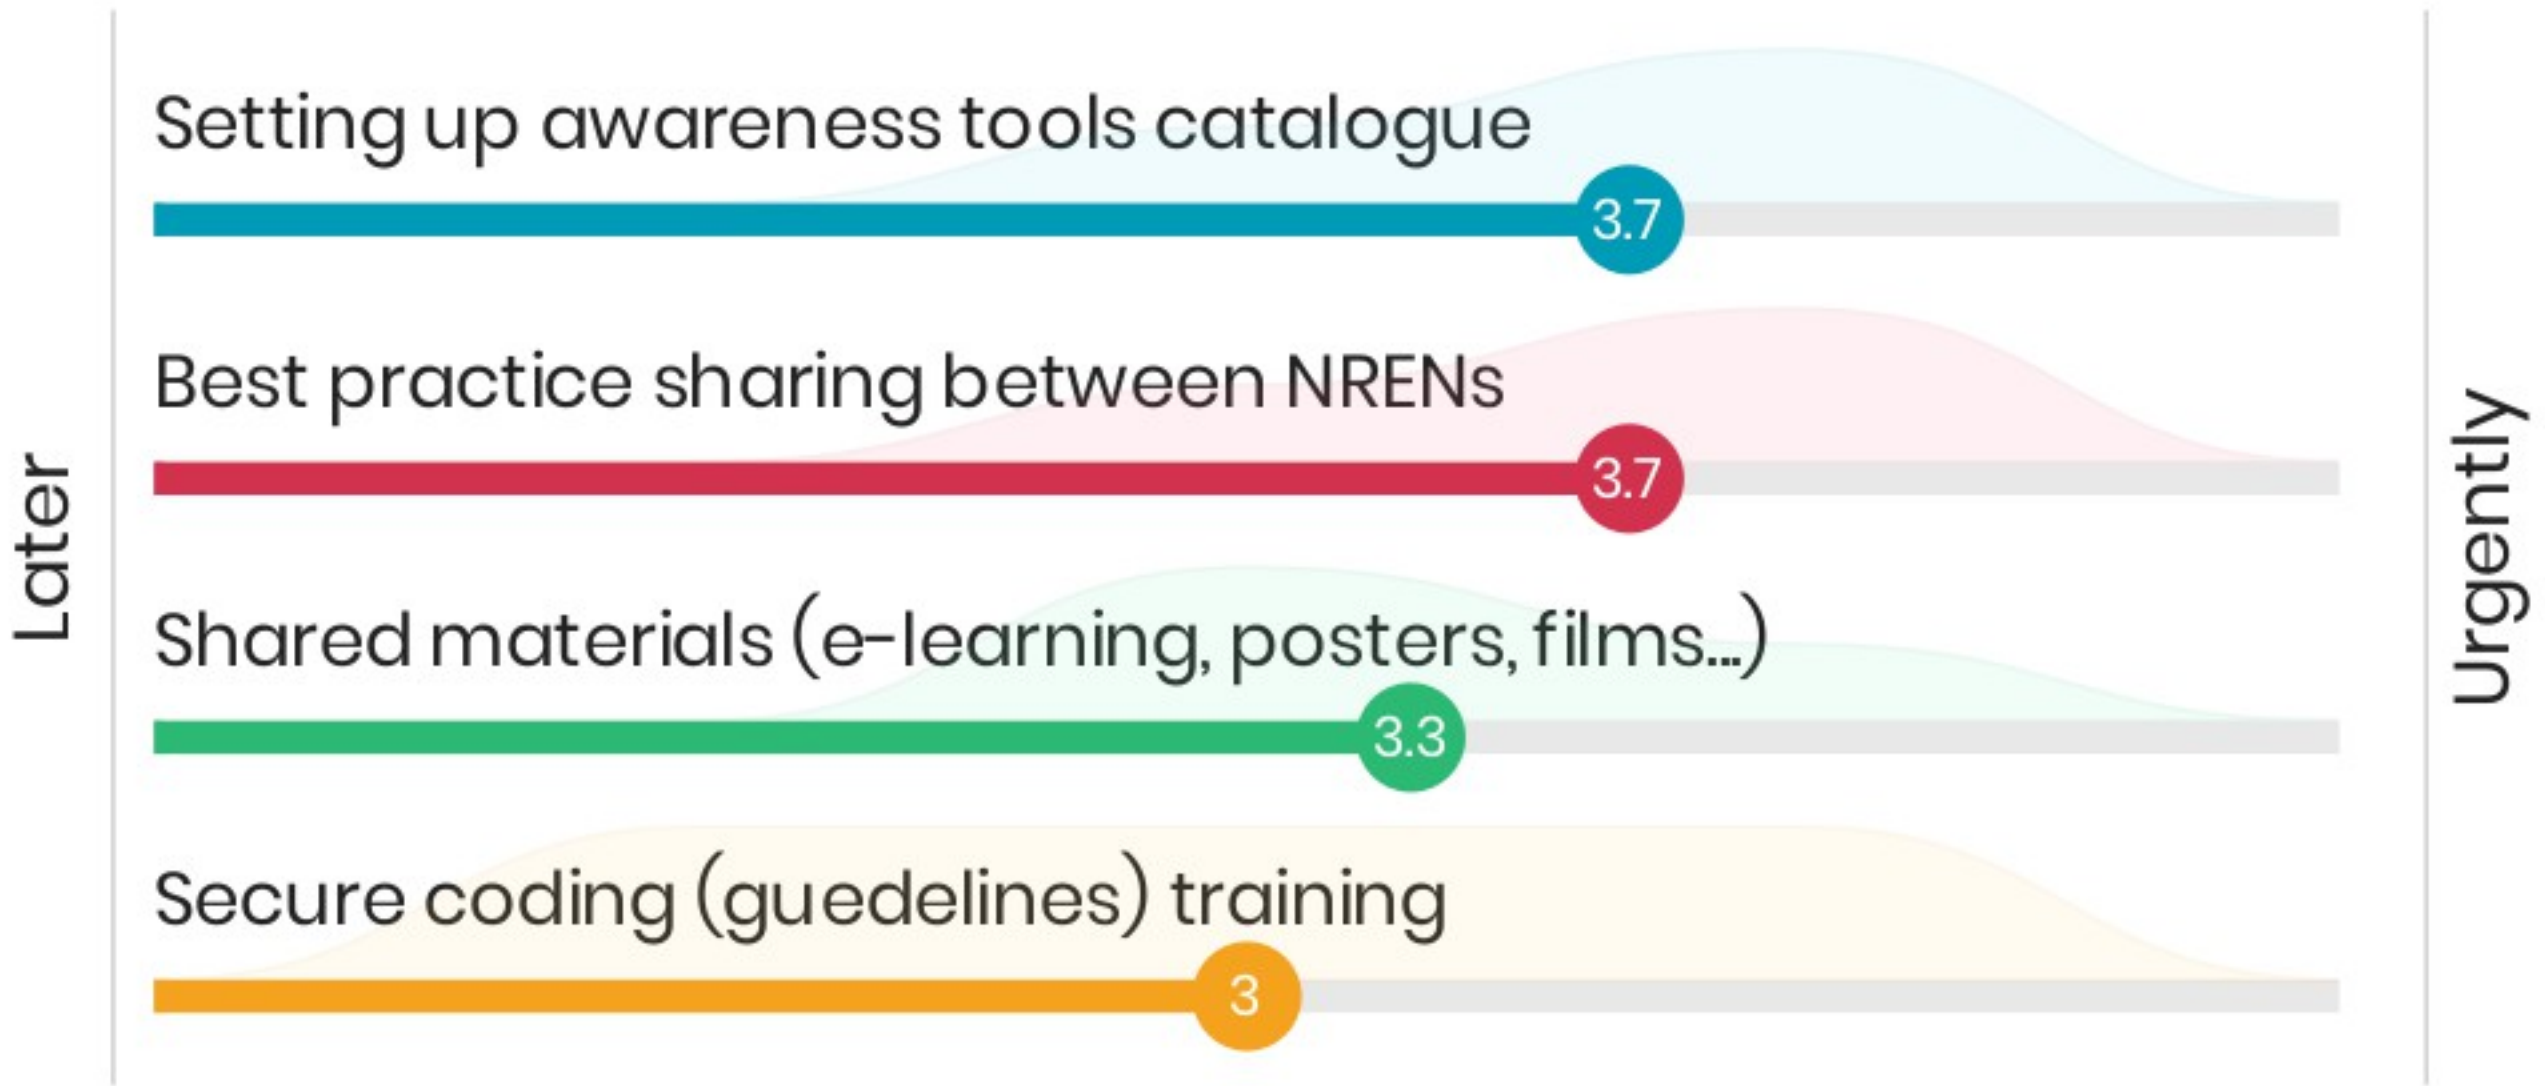 Setting up awareness tools catalogue
3.7
Best practice sharing between NRENs
3.7
Later
Urgently
Shared materials (e-learning, posters, films...)
3.3
Secure coding (guedelines) training
3